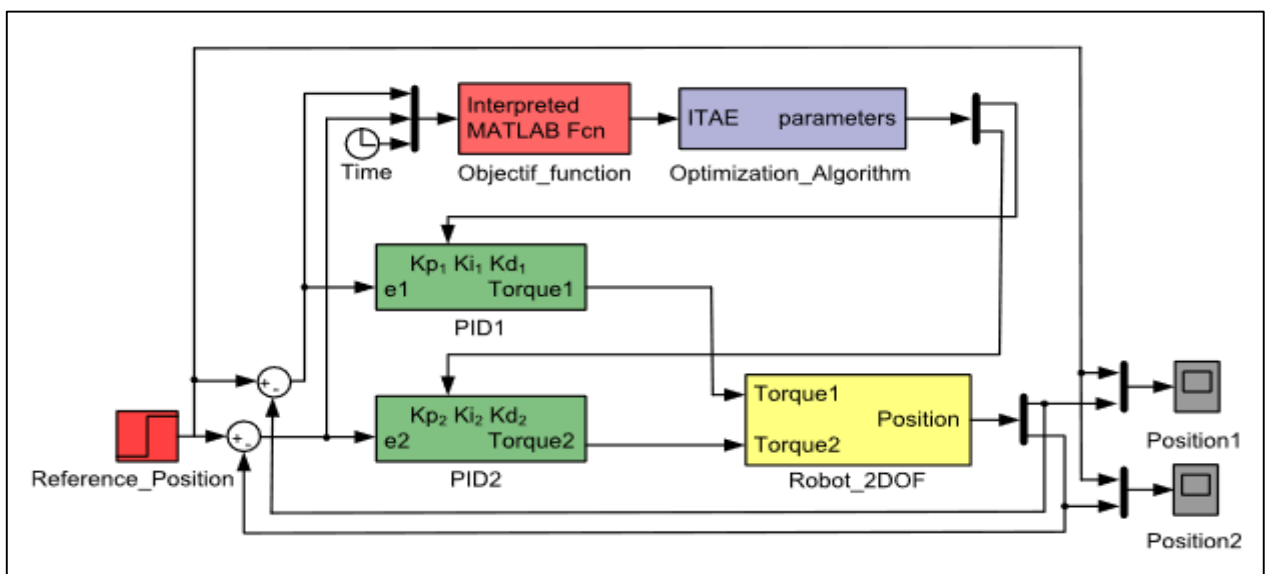 Interpreted
MATLAB Fcn
ITAE parameters
Time
Objectif_function
Optimization_Algorithm
Kp₁ Ki₁ Kd₁
e1 Torque1
PID1
+ -
Kp₂ Ki₂ Kd₂
e2 Torque2
PID2
+ -
Torque1
Position
Torque2
Robot_2DOF
Reference_Position
Position1
Position2